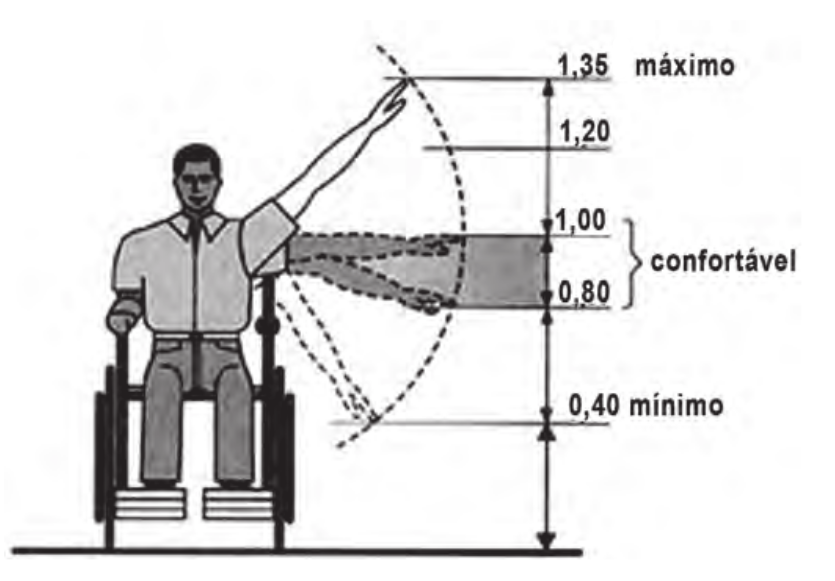 1,35 máximo
1,20
1,00
confortável
0,80
0,40 mínimo